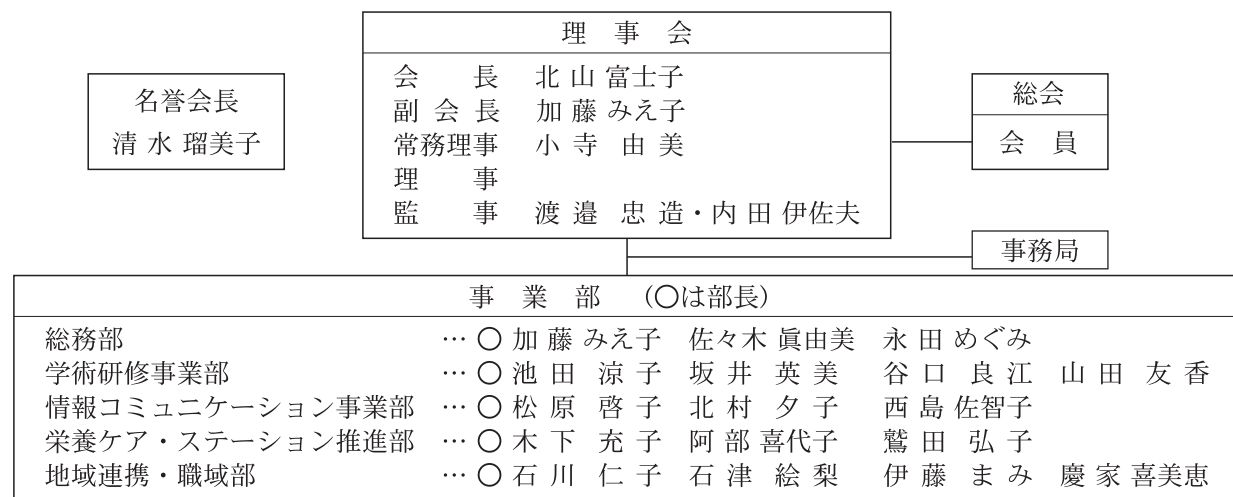 理事会
会長 北山 富士子
副会長 加藤 みえ子
常務理事 小寺 由美
理事
監事 渡邉 忠造・内田 伊佐夫
名誉会長
清水 瑠美子
総会
会員
事務局
事業部 (○は部長)
総務部 …○加藤 みえ子 佐々木 眞由美 永田 めぐみ
学術研修事業部 …○池田 涼子 坂井 英美 谷口 良江 山田 友香
情報コミュニケーション事業部 …○松原 啓子 北村 夕子 西島 佐智子
栄養ケア・ステーション推進部 …○木下 充子 阿部 喜代子 鷲田 弘子
地域連携・職域部 …○石川 仁子 石津 絵梨 伊藤 まみ 慶家 喜美恵